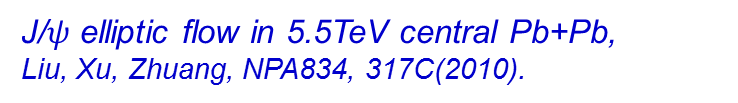 J/ψ elliptic flow in 5.5TeV central Pb+Pb,
Liu, Xu, Zhuang, NPA834, 317C(2010).